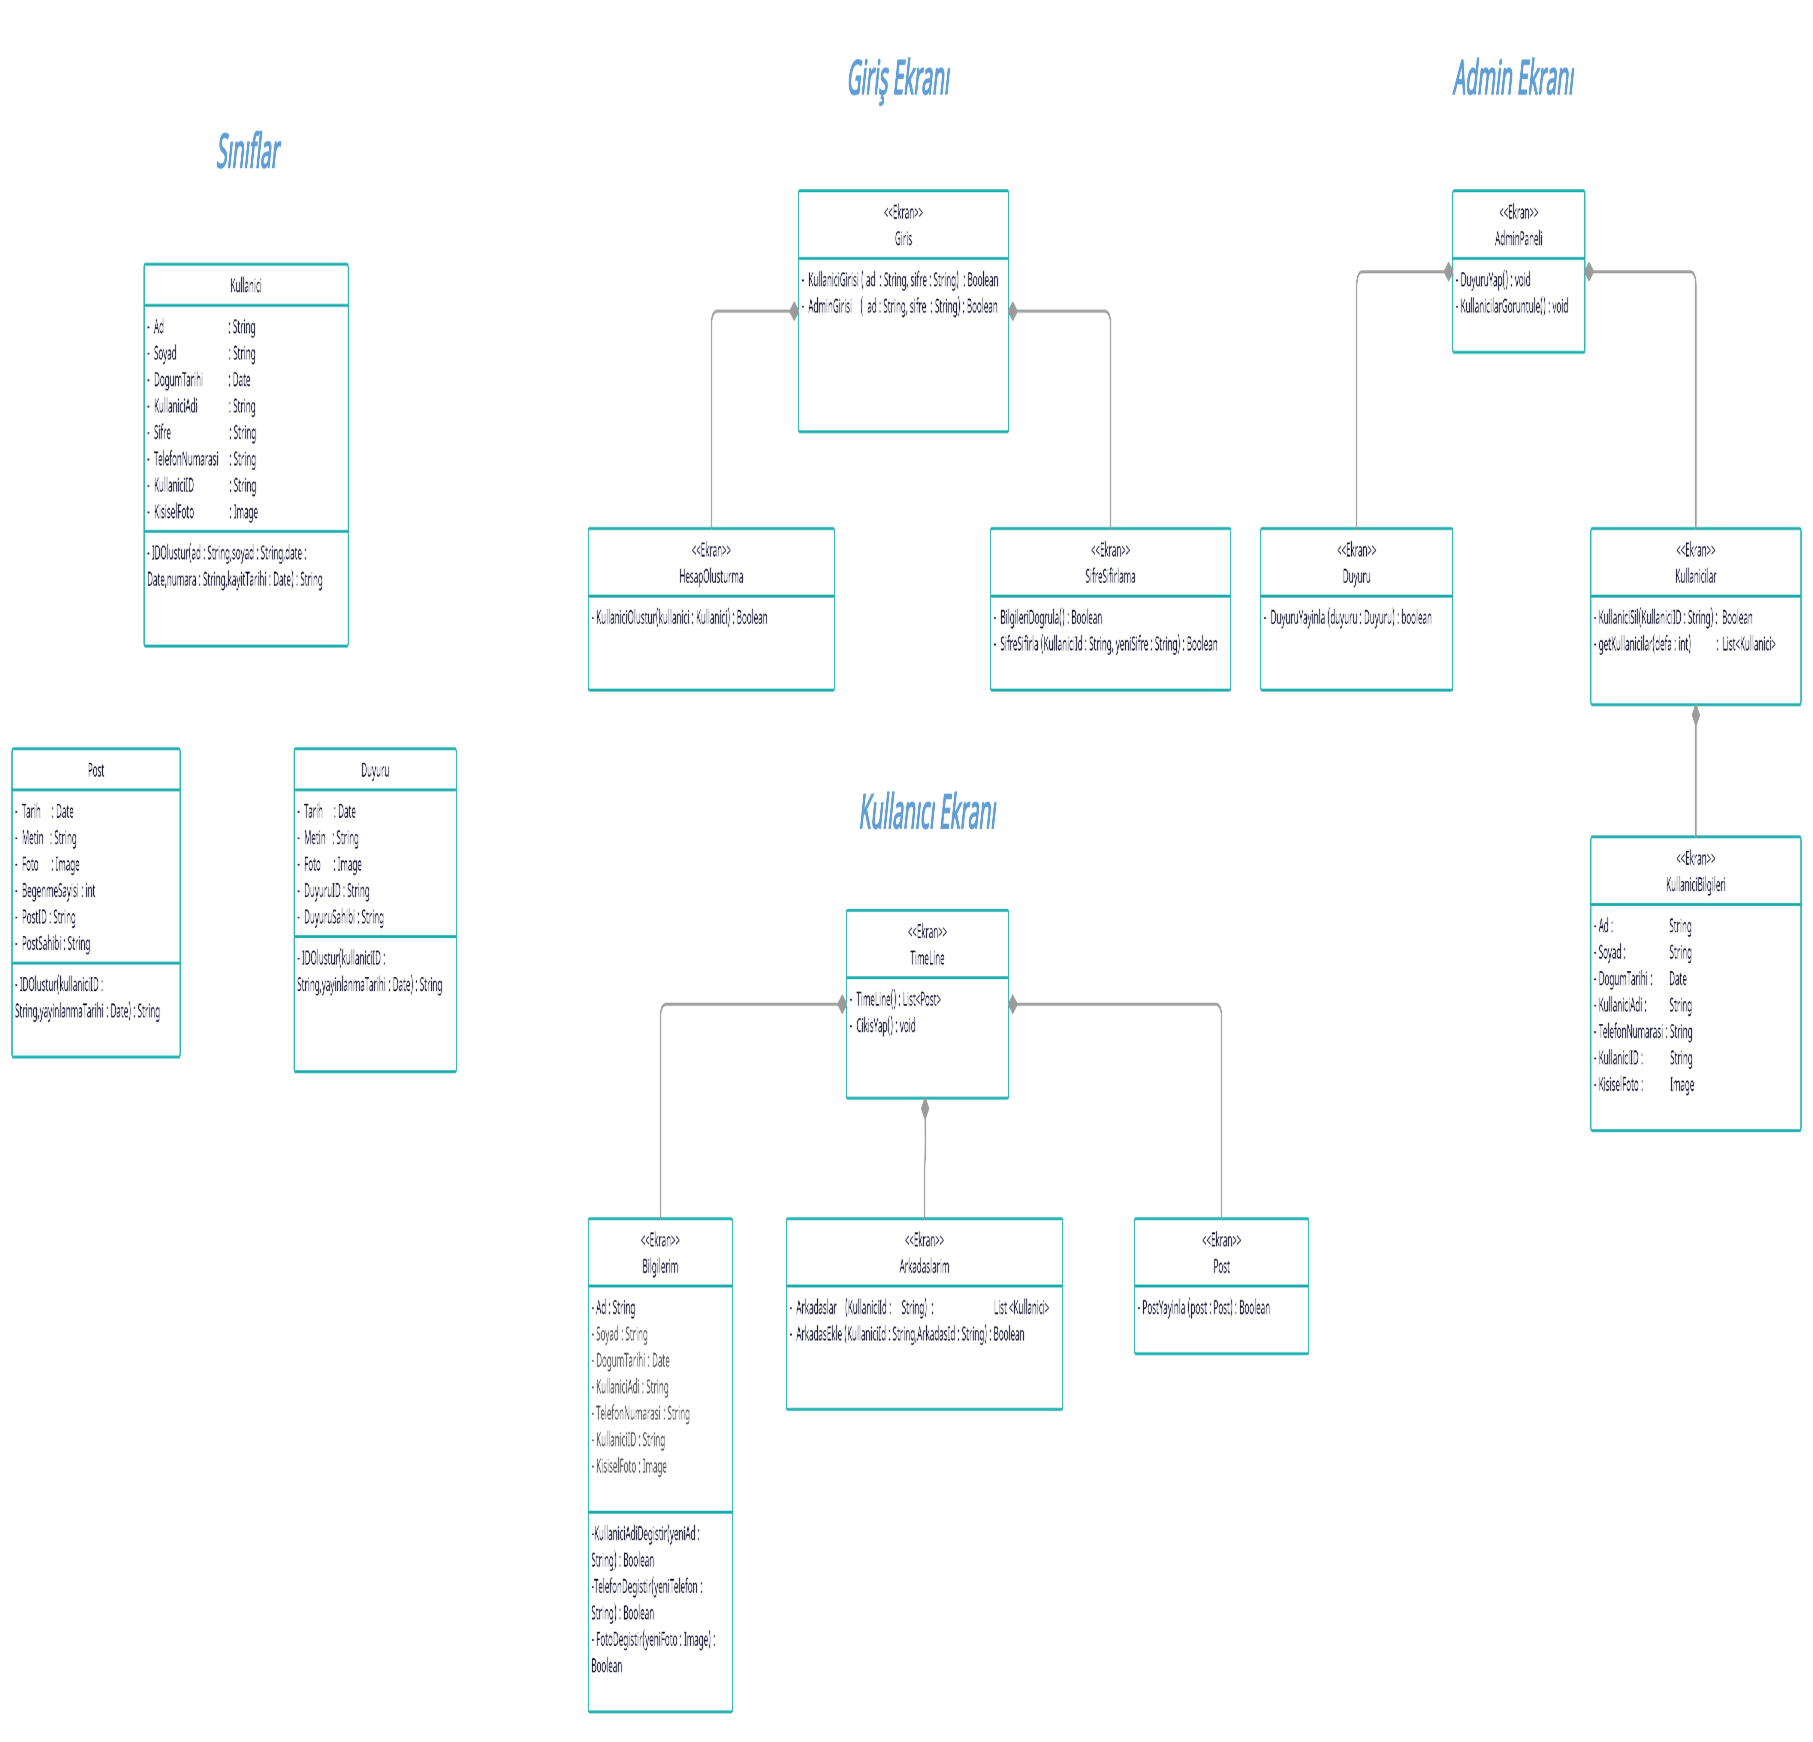 Sınıflar
Kullanici
- Ad : String
- Soyad : String
- DogumTarihi : Date
- KullaniciAdi : String
- Sifre : String
- TelefonNumarasi : String
- KullaniciID : String
- KisiselFoto : Image
- IDOlustur(ad : String,soyad : String,date :
Date,numara : String,kayitTarihi : Date) : String
Post
- Tarih : Date
- Metin : String
- Foto : Image
- BegenmeSayisi : int
- PostID : String
- PostSahibi : String
- IDOlustur(kullaniciID :
String,yayinlanmaTarihi : Date) : String
Duyuru
- Tarih : Date
- Metin : String
- Foto : Image
- DuyuruID : String
- DuyuruSahibi : String
- IDOlustur(kullaniciID :
String,yayinlanmaTarihi : Date) : String
Giriş Ekranı
<<Ekran>>
Giris
- KullaniciGirisi ( ad : String, sifre : String) : Boolean
- AdminGirisi ( ad : String, sifre : String) : Boolean
<<Ekran>>
HesapOlusturma
- KullaniciOlustur(kullanici : Kullanici) : Boolean
<<Ekran>>
SifreSifirlama
- BilgileriDogrula() : Boolean
- SifreSifirla (KullaniciId : String, yeniSifre : String) : Boolean
Admin Ekranı
<<Ekran>>
AdminPaneli
- DuyuruYap() : void
- KullanicilarGoruntule() : void
<<Ekran>>
Duyuru
- DuyuruYayinla (duyuru : Duyuru) : boolean
<<Ekran>>
Kullanicilar
- KullaniciSil(KullaniciID : String) : Boolean
- getKullanicilar(defa : int) : List<Kullanici>
<<Ekran>>
KullaniciBilgileri
- Ad : String
- Soyad : String
- DogumTarihi : Date
- KullaniciAdi : String
- TelefonNumarasi : String
- KullaniciID : String
- KisiselFoto : Image
Kullanıcı Ekranı
<<Ekran>>
TimeLine
- TimeLine() : List<Post>
- CikisYap() : void
<<Ekran>>
Bilgilerim
- Ad : String
- Soyad : String
- DogumTarihi : Date
- KullaniciAdi : String
- TelefonNumarasi : String
- KullaniciID : String
- KisiselFoto : Image
-KullaniciAdiDegistir(yeniAd :
String) : Boolean
-TelefonDegistir(yeniTelefon :
String) : Boolean
- FotoDegistir(yeniFoto : Image) :
Boolean
<<Ekran>>
Arkadaslarim
- Arkadaslar (KullaniciId : String) : List <Kullanici>
- ArkadasEkle (KullaniciId : String,ArkadasId : String) : Boolean
<<Ekran>>
Post
- PostYayinla (post : Post) : Boolean